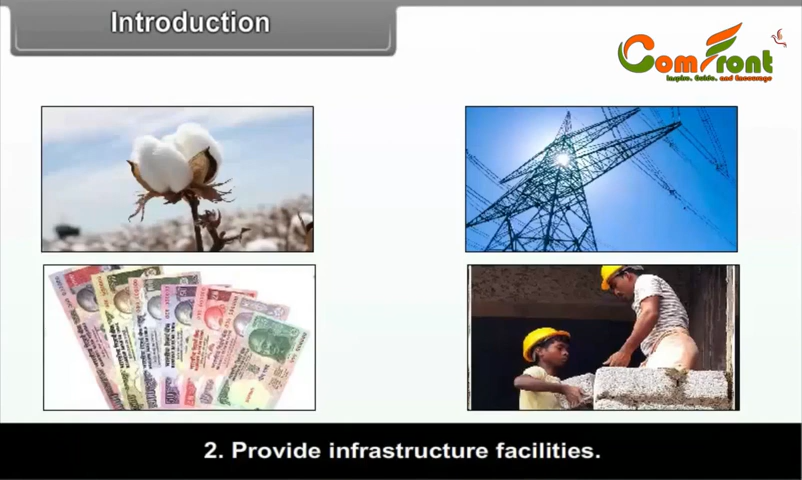 Introduction
Comfront
Inspire, Guide, and Encourage
2. Provide infrastructure facilities.